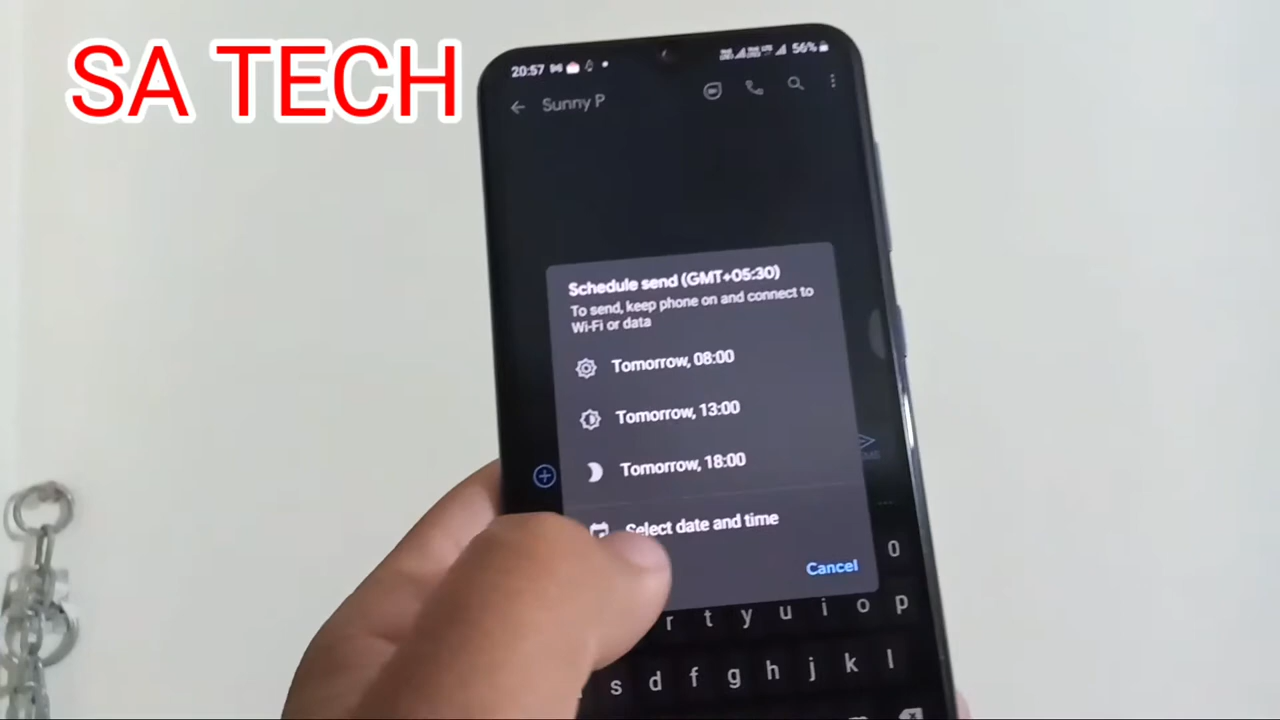 SA TECH
20:57
56%
Sunny P
Schedule send (GMT+05:30)
To send, keep phone on and connect to
Wi-Fi or data
Tomorrow, 08:00
Tomorrow, 13:00
Tomorrow, 18:00
Select date and time
Cancel
0
r t y u i o p
s d f g h j k l